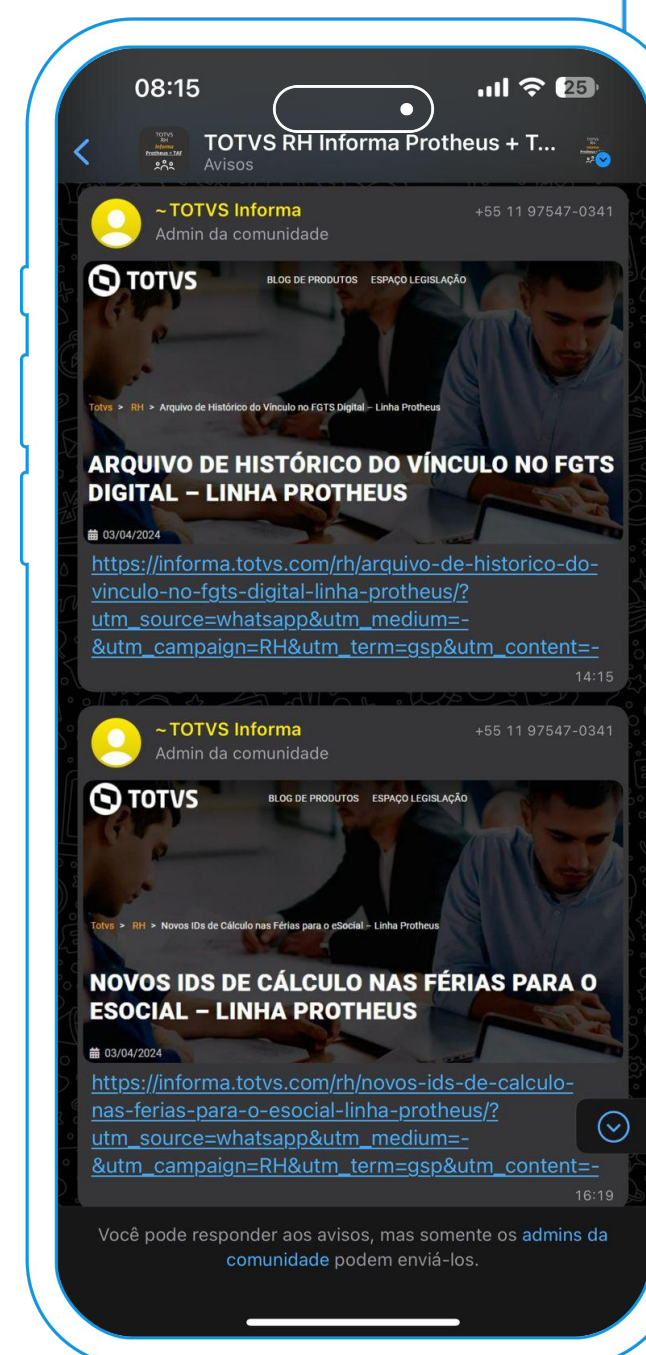 08:15
25
TOTVS RH Informa Protheus + T...
Avisos
~TOTVS Informa
+55 11 97547-0341
Admin da comunidade
TOTVS
BLOG DE PRODUTOS ESPAÇO LEGISLAÇÃO
Totvs > RH > Arquivo de Histórico do Vínculo no FGTS Digital – Linha Protheus
ARQUIVO DE HISTÓRICO DO VÍNCULO NO FGTS
DIGITAL – LINHA PROTHEUS
03/04/2024
https://informa.totvs.com/rh/arquivo-de-historico-do-
vinculo-no-fgts-digital-linha-protheus/?
utm_source=whatsapp&utm_medium=-
&utm_campaign=RH&utm_term=gsp&utm_content=-
14:15
~TOTVS Informa
+55 11 97547-0341
Admin da comunidade
TOTVS
BLOG DE PRODUTOS ESPAÇO LEGISLAÇÃO
Totvs > RH > Novos IDs de Cálculo nas Férias para o eSocial – Linha Protheus
NOVOS IDS DE CÁLCULO NAS FÉRIAS PARA O
ESOCIAL – LINHA PROTHEUS
03/04/2024
https://informa.totvs.com/rh/novos-ids-de-calculo-
nas-ferias-para-o-esocial-linha-protheus/?
utm_source=whatsapp&utm_medium=-
&utm_campaign=RH&utm_term=gsp&utm_content=-
16:19
Você pode responder aos avisos, mas somente os admins da
comunidade podem enviá-los.